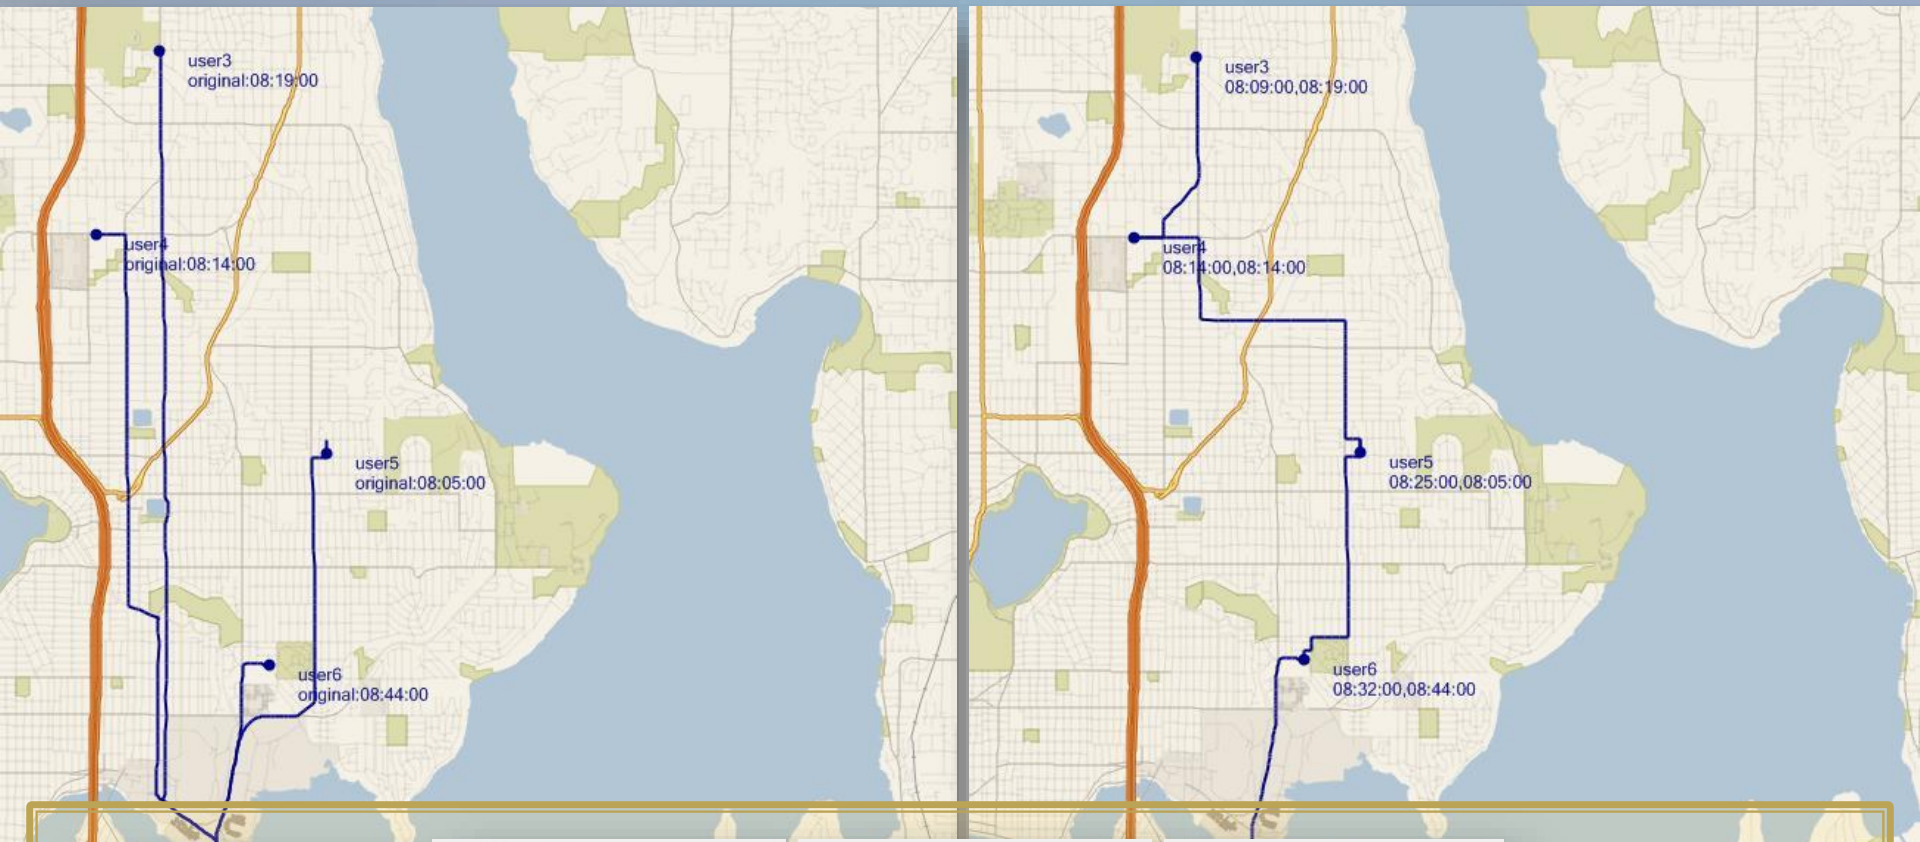 user3
original:08:19:00
user4
original:08:14:00
user5
original:08:05:00
user6
original:08:44:00
user3
08:09:00,08:19:00
user4
08:14:00,08:14:00
user5
08:25:00,08:05:00
user6
08:32:00,08:44:00